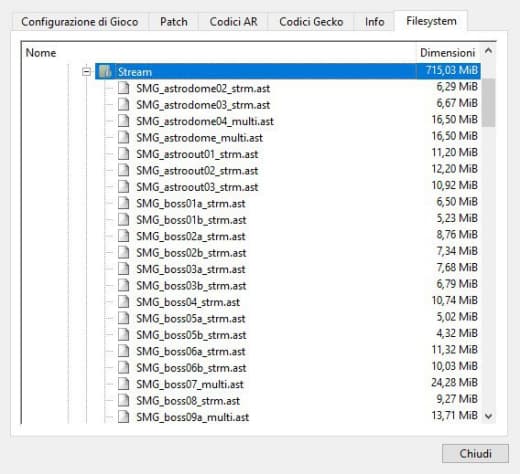 Configurazione di Gioco Patch Codici AR Codici Gecko Info Filesystem
Nome Dimensioni
Stream 715,03 MiB
SMG_astrodome02_strm.ast 6,29 MiB
SMG_astrodome03_strm.ast 6,67 MiB
SMG_astrodome04_multi.ast 16,50 MiB
SMG_astrodome_multi.ast 16,50 MiB
SMG_astroout01_strm.ast 11,20 MiB
SMG_astroout02_strm.ast 12,20 MiB
SMG_astroout03_strm.ast 10,92 MiB
SMG_boss01a_strm.ast 6,50 MiB
SMG_boss01b_strm.ast 5,23 MiB
SMG_boss02a_strm.ast 8,76 MiB
SMG_boss02b_strm.ast 7,34 MiB
SMG_boss03a_strm.ast 7,68 MiB
SMG_boss03b_strm.ast 6,79 MiB
SMG_boss04_strm.ast 10,74 MiB
SMG_boss05a_strm.ast 5,02 MiB
SMG_boss05b_strm.ast 4,32 MiB
SMG_boss06a_strm.ast 11,32 MiB
SMG_boss06b_strm.ast 10,03 MiB
SMG_boss07_multi.ast 24,28 MiB
SMG_boss08_strm.ast 9,27 MiB
SMG_boss09a_multi.ast 13,71 MiB
Chiudi